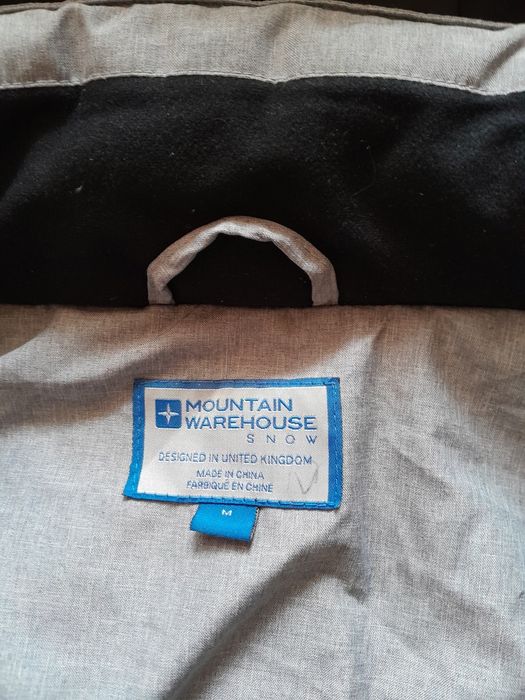 MOUNTAIN
WAREHOUSE
SNOW
DESIGNED IN UNITED KINGDOM
MADE IN CHINA
FABRIQUÉ EN CHINE
M